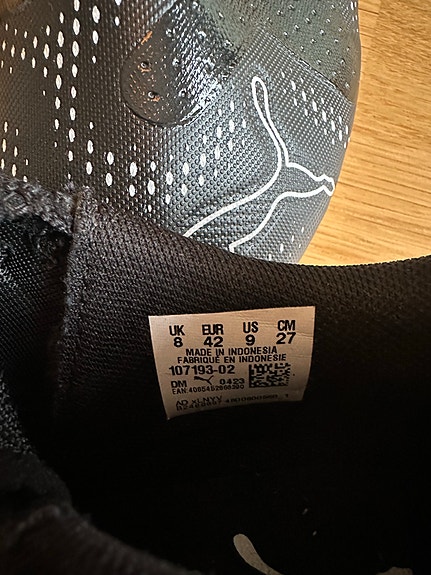 UK EUR US CM
8 42 9 27
MADE IN INDONESIA
FABRIQUÉ EN INDONESIE
107193-02
DM 0423